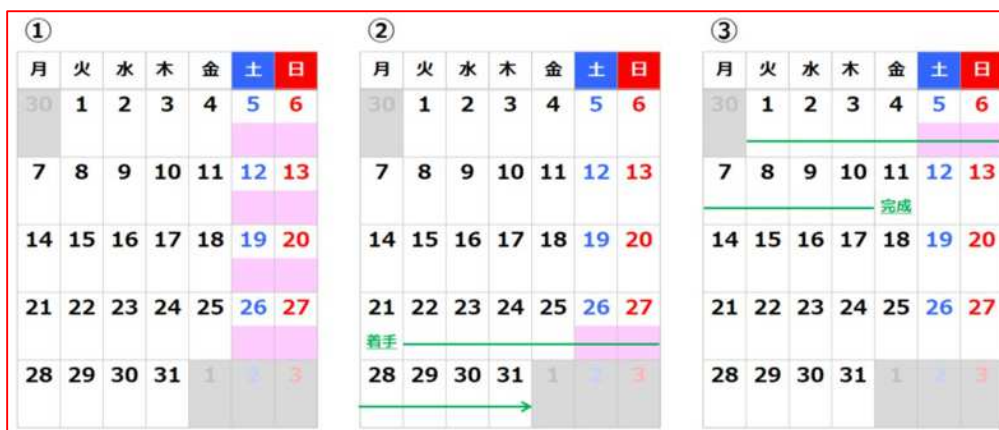 ① ② ③
月 火 水 木 金 土 日 月 火 水 木 金 土 日 月 火 水 木 金 土 日
30 1 2 3 4 5 6 30 1 2 3 4 5 6 30 1 2 3 4 5 6
7 8 9 10 11 12 13 7 8 9 10 11 12 13 7 8 9 10 11 12 13
完成
14 15 16 17 18 19 20 14 15 16 17 18 19 20 14 15 16 17 18 19 20
21 22 23 24 25 26 27 21 22 23 24 25 26 27 21 22 23 24 25 26 27
着手
28 29 30 31 1 2 3 28 29 30 31 1 2 3 28 29 30 31 1 2 3